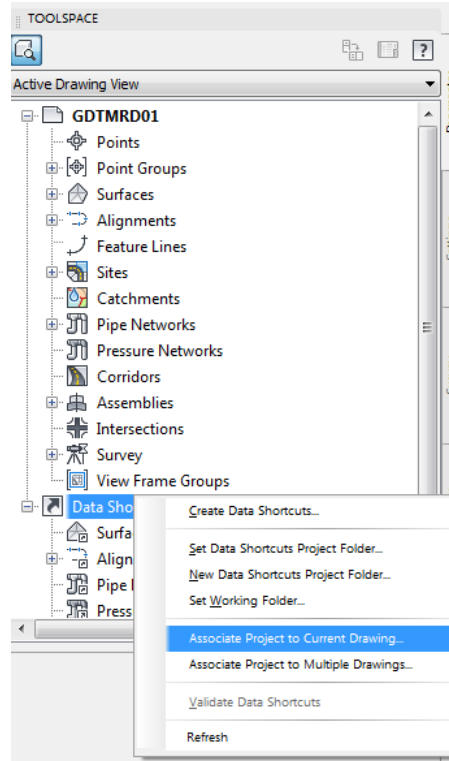 TOOLSPACE
?
Active Drawing View
GDTMRD01
Points
Point Groups
Surfaces
Alignments
Feature Lines
Sites
Catchments
Pipe Networks
Pressure Networks
Corridors
Assemblies
Intersections
Survey
View Frame Groups
Data Sho
Surfa
Align
Pipe
Press
Create Data Shortcuts...
Set Data Shortcuts Project Folder...
New Data Shortcuts Project Folder...
Set Working Folder...
Associate Project to Current Drawing...
Associate Project to Multiple Drawings...
Validate Data Shortcuts
Refresh